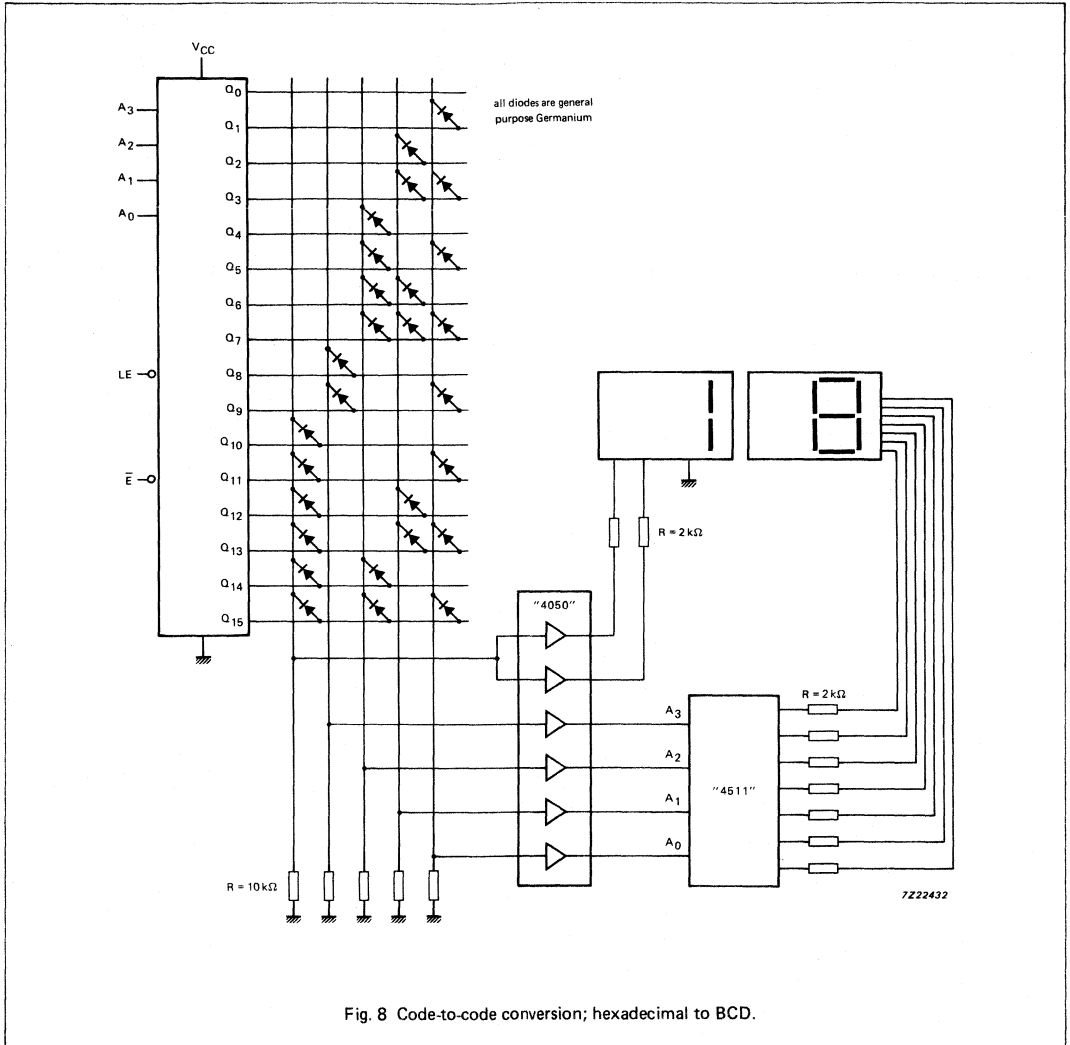 VCC
Q0
A3
all diodes are general
purpose Germanium
Q1
A2
Q2
A1
Q3
A0
Q4
Q5
Q6
Q7
LE
Q8
Q9
Q10
E
Q11
Q12
Q13
R = 2 kΩ
Q14
"4050"
Q15
A3
R = 2 kΩ
A2
"4511"
A1
A0
R = 10 kΩ
7Z22432
Fig. 8 Code-to-code conversion; hexadecimal to BCD.